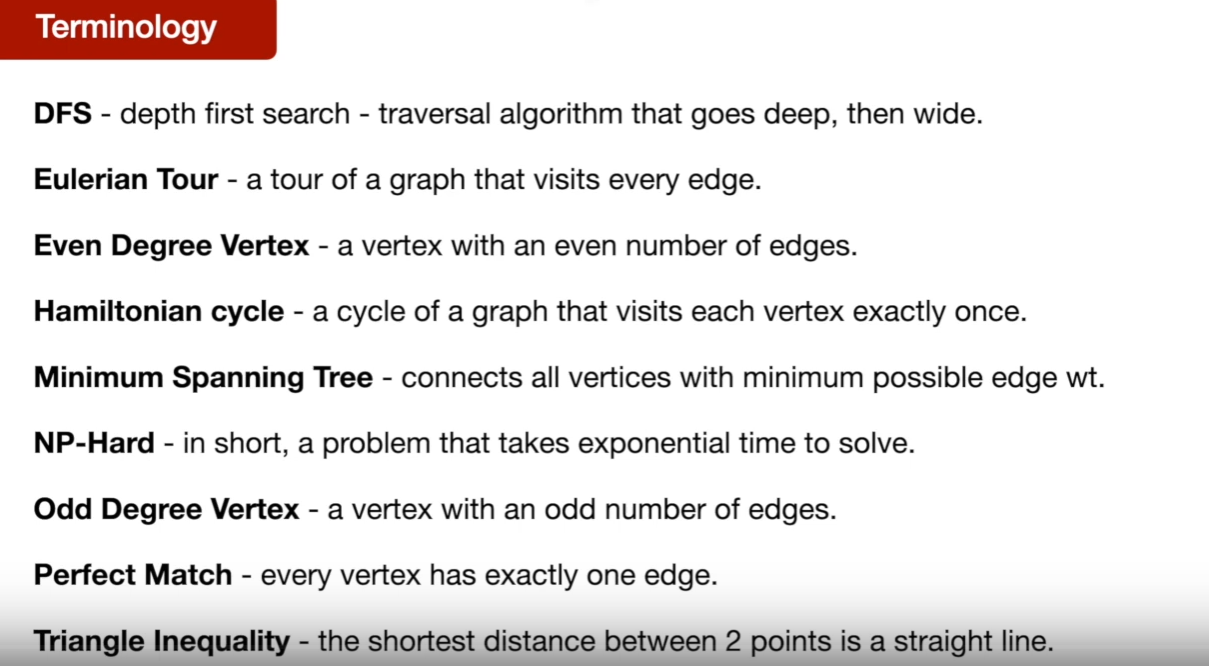 Terminology
DFS - depth first search - traversal algorithm that goes deep, then wide.
Eulerian Tour - a tour of a graph that visits every edge.
Even Degree Vertex - a vertex with an even number of edges.
Hamiltonian cycle - a cycle of a graph that visits each vertex exactly once.
Minimum Spanning Tree - connects all vertices with minimum possible edge wt.
NP-Hard - in short, a problem that takes exponential time to solve.
Odd Degree Vertex - a vertex with an odd number of edges.
Perfect Match - every vertex has exactly one edge.
Triangle Inequality - the shortest distance between 2 points is a straight line.